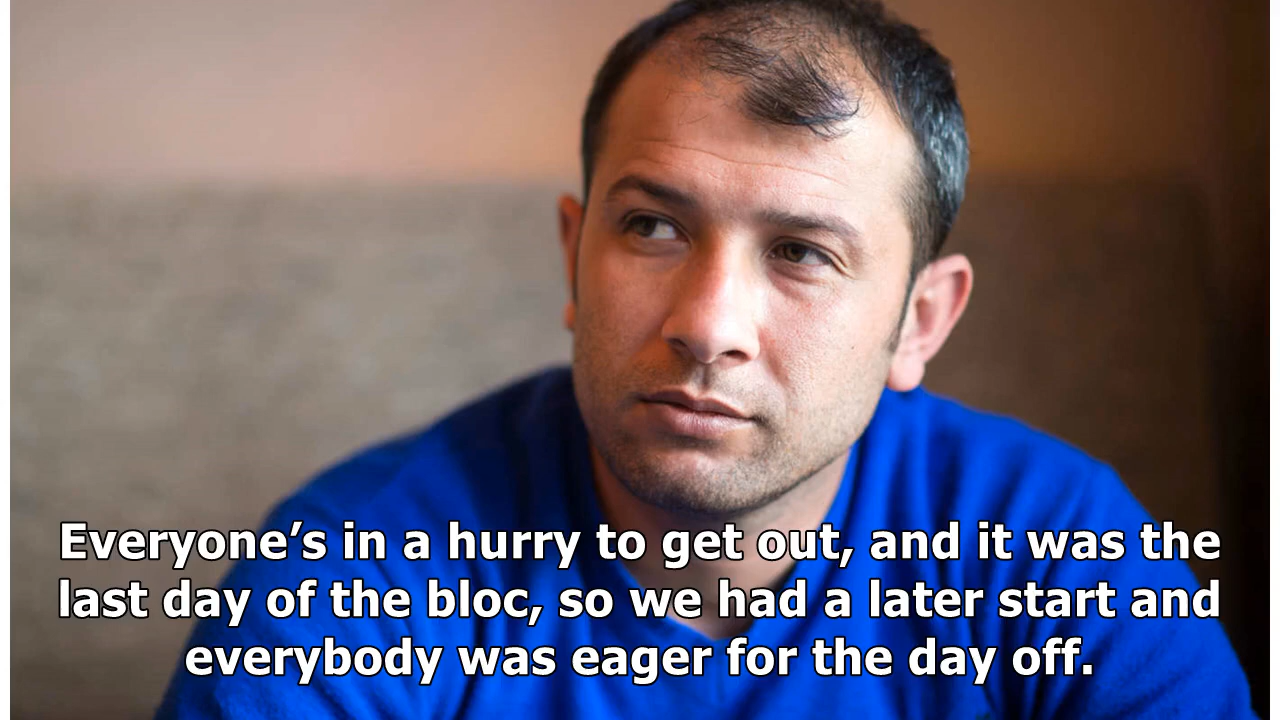 Everyone’s in a hurry to get out, and it was the
last day of the bloc, so we had a later start and
everybody was eager for the day off.